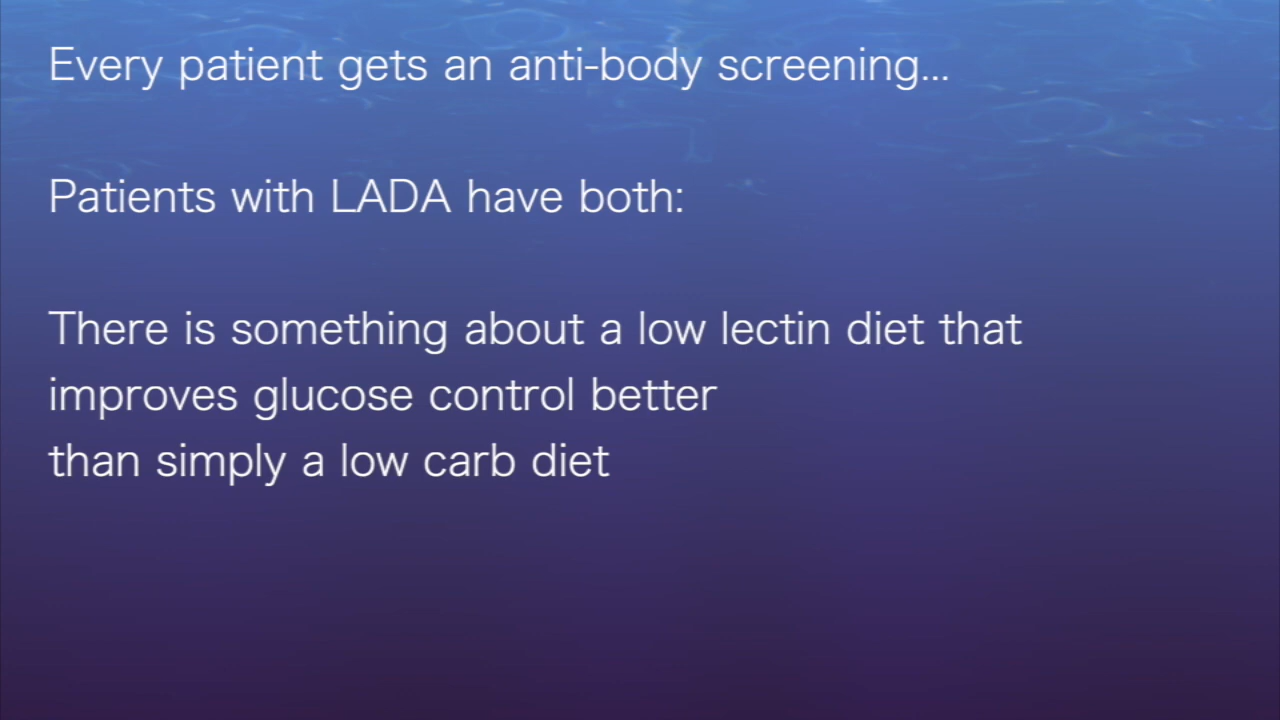 Every patient gets an anti-body screening...
Patients with LADA have both:
There is something about a low lectin diet that
improves glucose control better
than simply a low carb diet